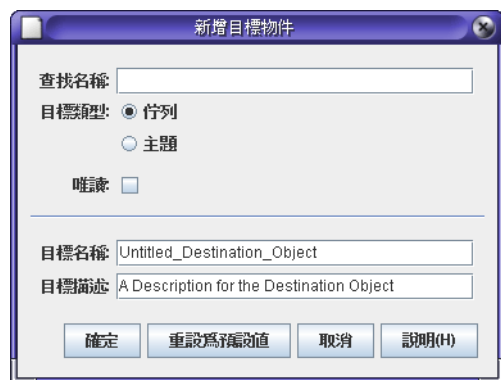 新增目標物件
查找名稱:
目標類型: 佇列
主題
唯讀:
目標名稱: Untitled_Destination_Object
目標描述: A Description for the Destination Object
確定 重設為預設值 取消 說明(H)